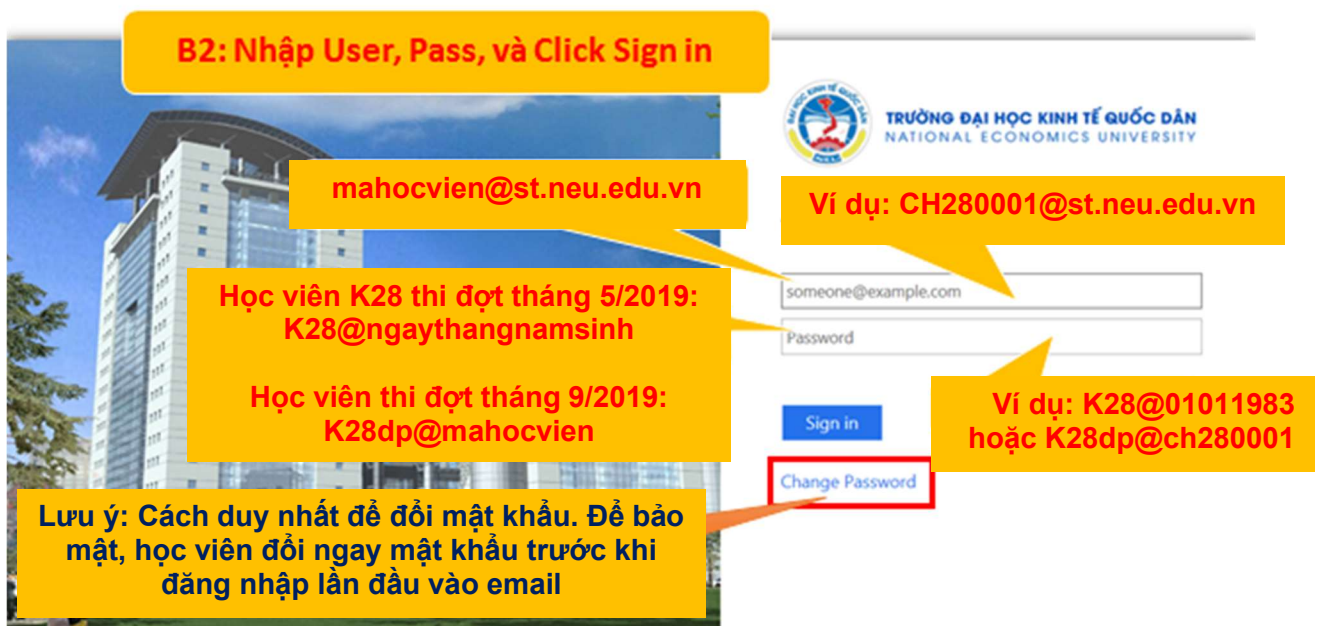 B2: Nhập User, Pass, và Click Sign in
TRƯỜNG ĐẠI HỌC KINH TẾ QUỐC DÂN
NATIONAL ECONOMICS UNIVERSITY
mahocvien@st.neu.edu.vn
Ví dụ: CH280001@st.neu.edu.vn
someone@example.com
Học viên K28 thi đợt tháng 5/2019:
K28@ngaythangnamsinh
Học viên thi đợt tháng 9/2019:
K28dp@mahocvien
Password
Ví dụ: K28@01011983
hoặc K28dp@ch280001
Sign in
Change Password
Lưu ý: Cách duy nhất để đổi mật khẩu. Để bảo
mật, học viên đổi ngay mật khẩu trước khi
đăng nhập lần đầu vào email